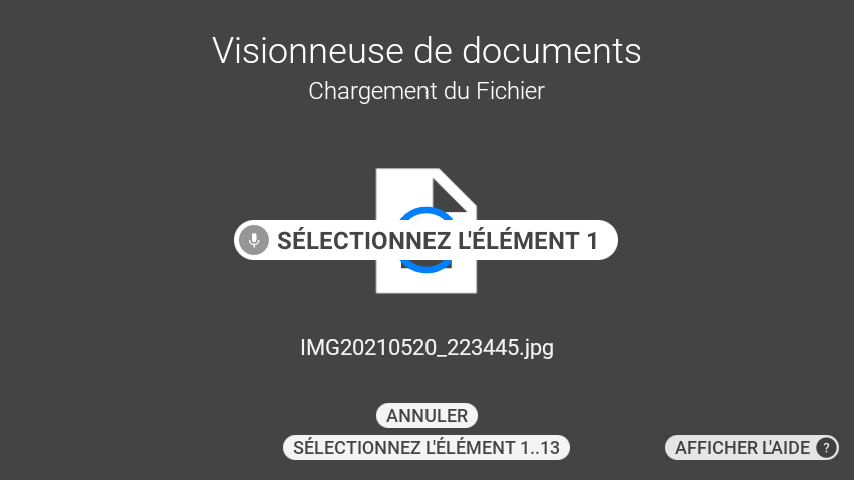 Visionneuse de documents
Chargement du Fichier
SÉLECTIONNEZ L'ÉLÉMENT 1
IMG20210520_223445.jpg
ANNULER
SÉLECTIONNEZ L'ÉLÉMENT 1..13
AFFICHER L'AIDE ?